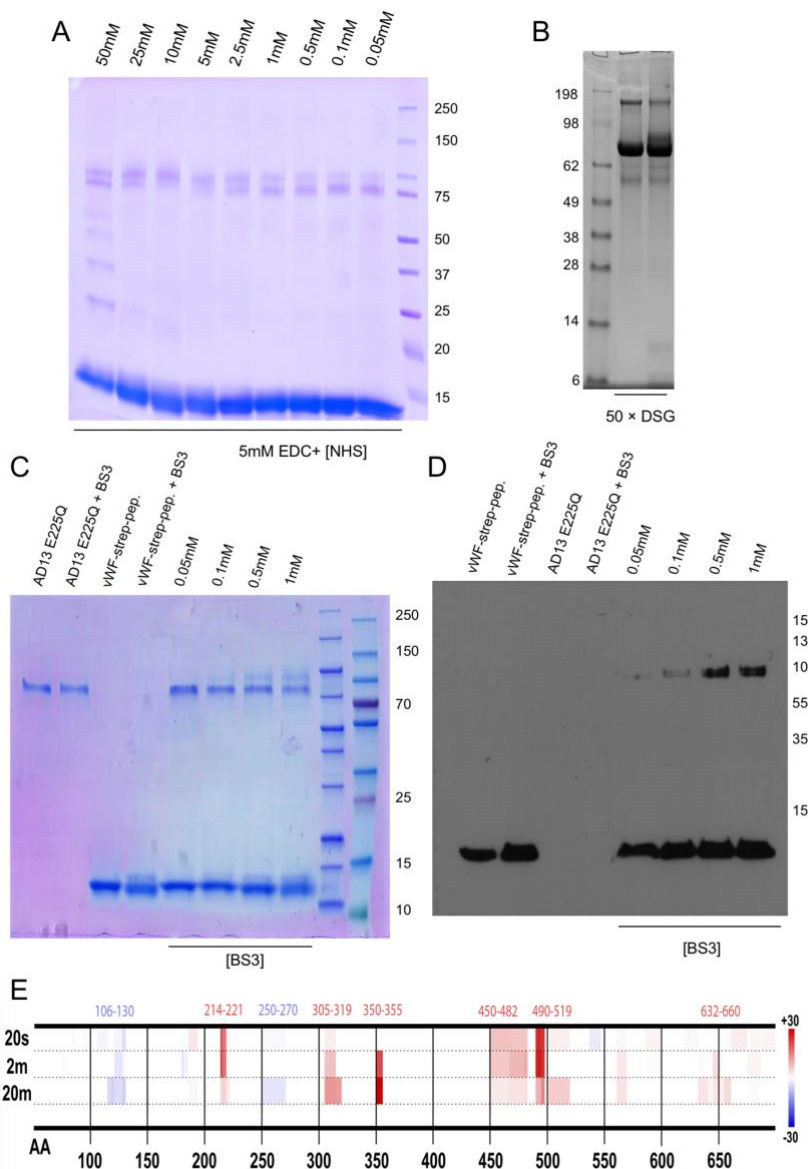 A
50mM
25mM
10mM
5mM
2.5mM
1mM
0.5mM
0.1mM
0.05mM
250
150
75
50
37
25
20
15
5mM EDC+ [NHS]
B
198
98
62
49
38
28
14
6
50 × DSG
C
AD13 E225Q
AD13 E225Q + BS3
vWF-strep-pep.
vWF-strep-pep. + BS3
0.05mM
0.1mM
0.5mM
1mM
250
150
70
25
15
10
[BS3]
D
vWF-strep-pep.
vWF-strep-pep. + BS3
AD13 E225Q
AD13 E225Q + BS3
0.05mM
0.1mM
0.5mM
1mM
15
13
10
55
35
15
[BS3]
E
106-130 214-221 250-270 305-319 350-355 450-482 490-519 632-660
+30
20s
2m
20m
-30
AA 100 150 200 250 300 350 400 450 500 550 600 650